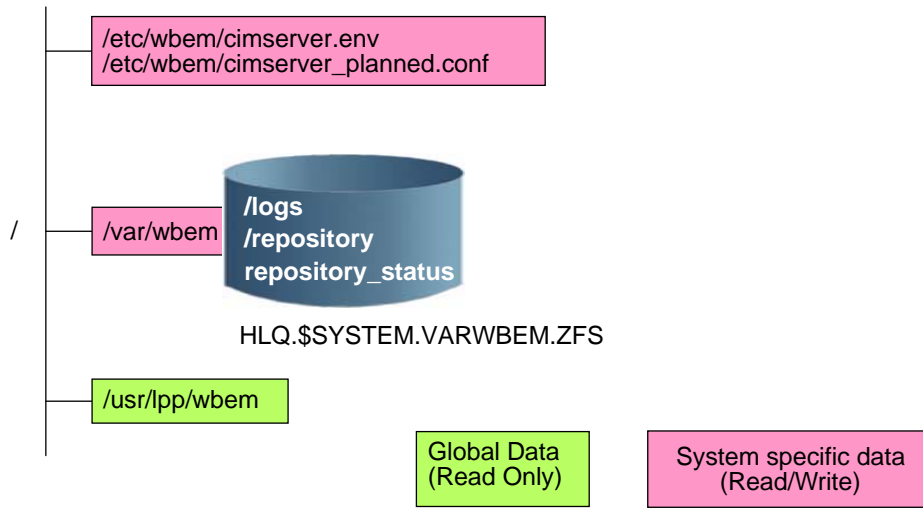 /etc/wbem/cimserver.env
/etc/wbem/cimserver_planned.conf
/
/var/wbem
/logs
/repository
repository_status
HLQ.$SYSTEM.VARWBEM.ZFS
/usr/lpp/wbem
Global Data
(Read Only)
System specific data
(Read/Write)